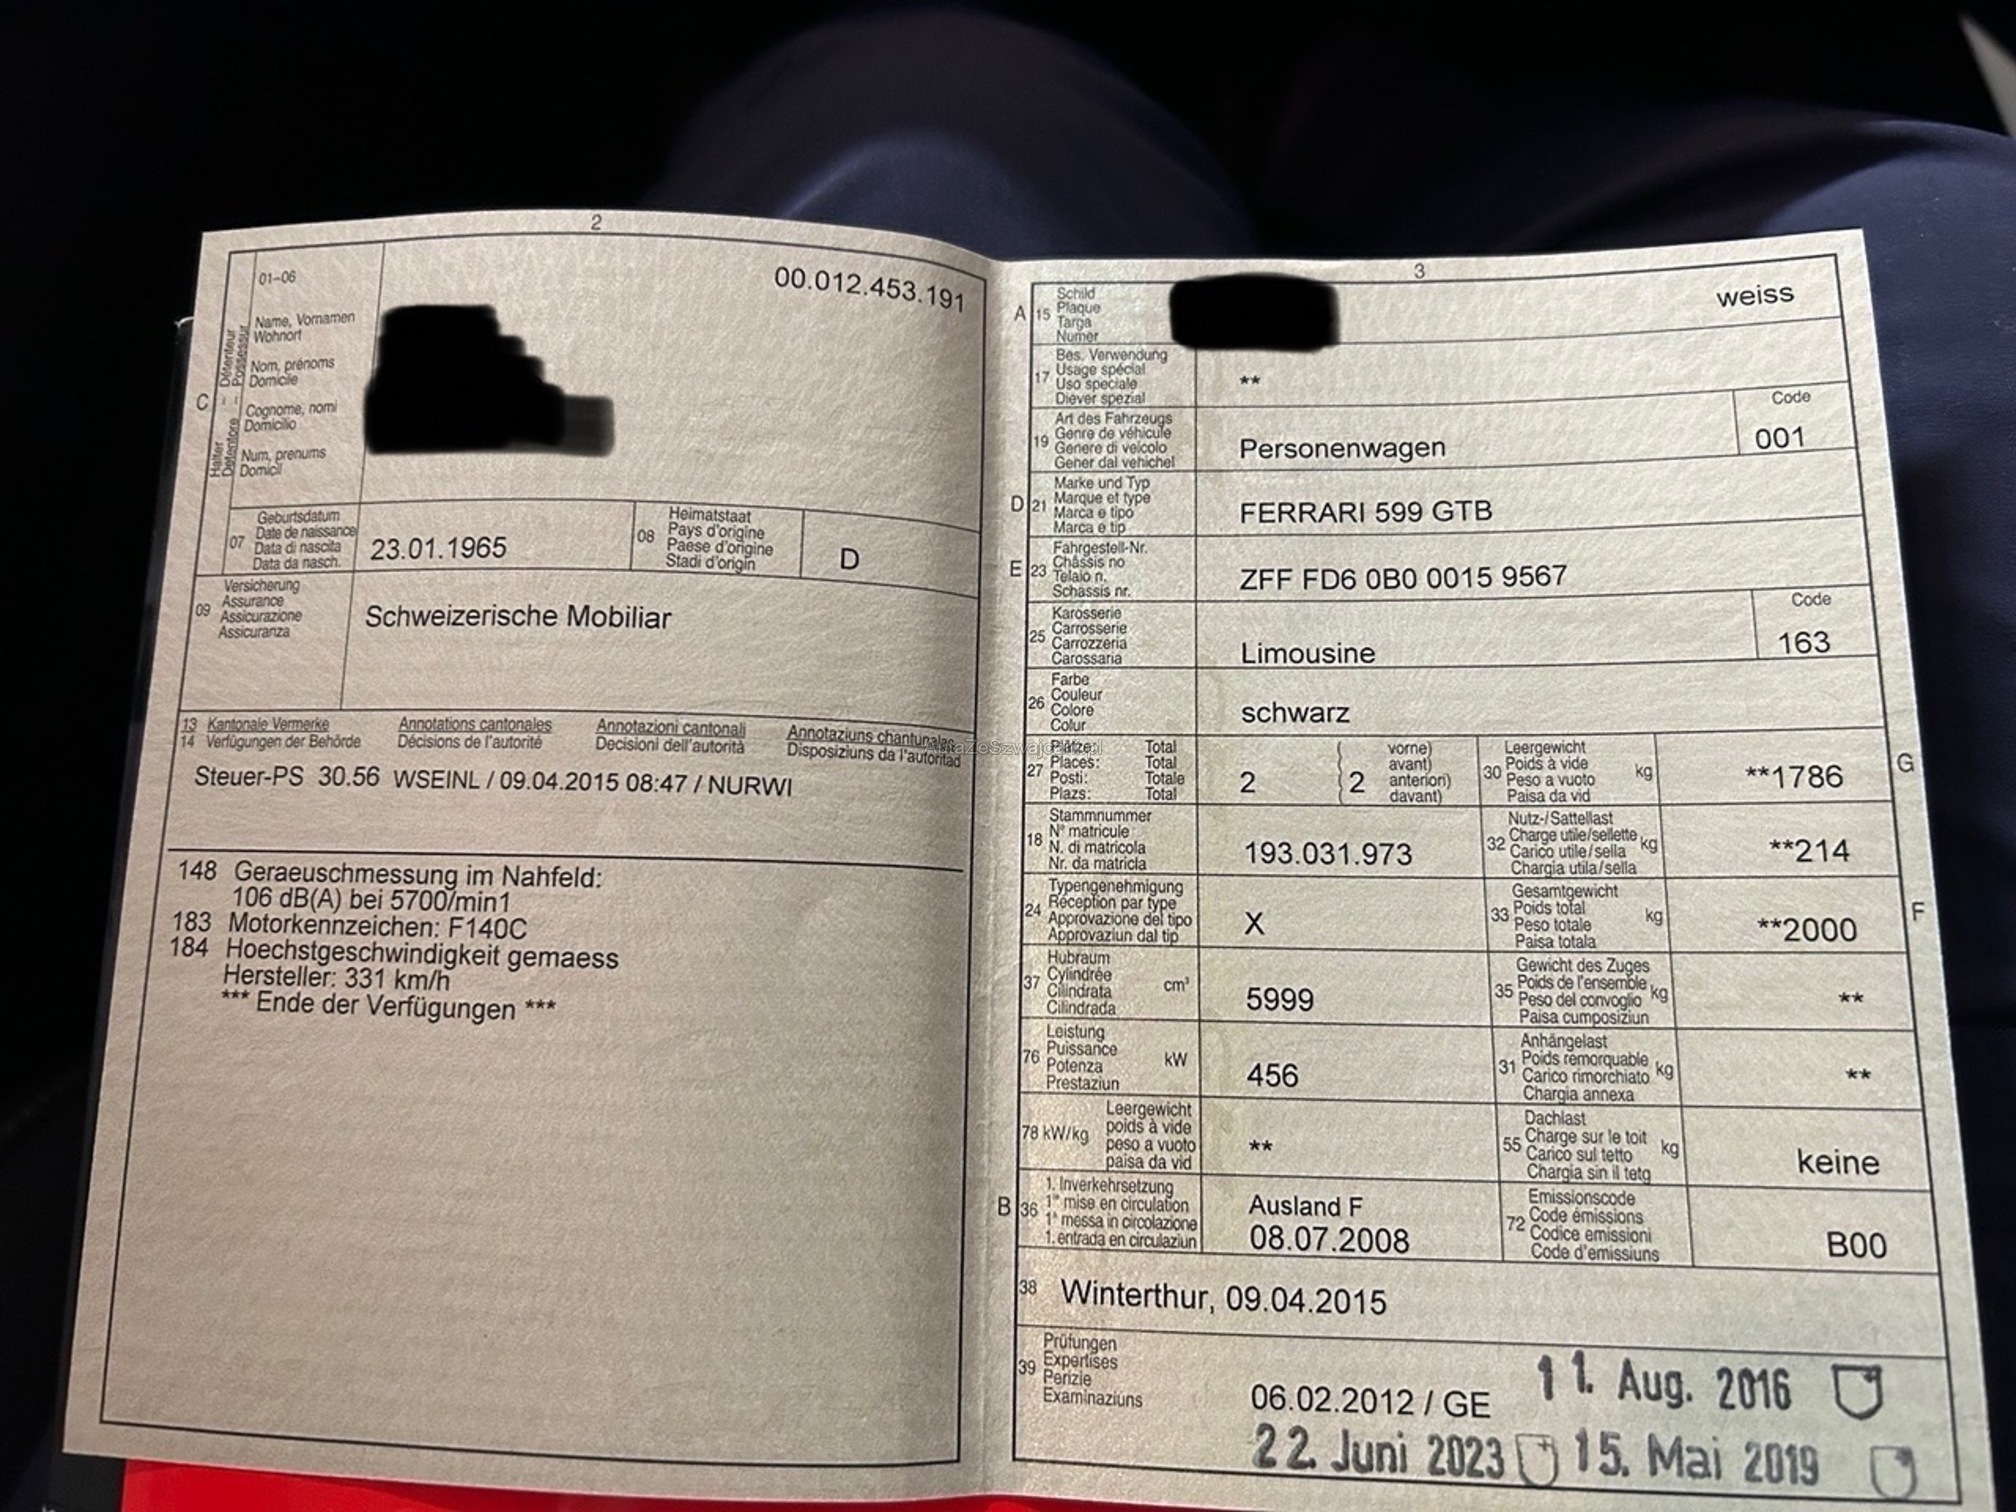 2
01–06
00.012.453.191
C
Halter – Détenteur
Detentore – Possessur
Name, Vornamen
Wohnort
Nom, prénoms
Domicile
Cognome, nomi
Domicilio
Num, prenums
Domicil
07
Geburtsdatum
Date de naissance
Data di nascita
Data da nasch.
23.01.1965
08
Heimatstaat
Pays d'origine
Paese d'origine
Stadi d'origin
D
09
Versicherung
Assurance
Assicurazione
Assicuranza
Schweizerische Mobiliar
13 Kantonale Vermerke Annotations cantonales Annotazioni cantonali Annotaziuns chantunalas
14 Verfügungen der Behörde Décisions de l'autorité Decisioni dell'autorità Disposiziuns da l'autoritad
Steuer-PS 30.56 WSEINL / 09.04.2015 08:47 / NURWI
148 Geraeuschmessung im Nahfeld:
106 dB(A) bei 5700/min1
183 Motorkennzeichen: F140C
184 Hoechstgeschwindigkeit gemaess
Hersteller: 331 km/h
*** Ende der Verfügungen ***
3
A 15
Schild
Plaque
Targa
Numer
weiss
17
Bes. Verwendung
Usage spécial
Uso speciale
Diever spezial
**
19
Art des Fahrzeugs
Genre de véhicule
Genere di veicolo
Gener dal vehichel
Personenwagen
Code
001
D 21
Marke und Typ
Marque et type
Marca e tipo
Marca e tip
FERRARI 599 GTB
E 23
Fahrgestell-Nr.
Châssis no
Telaio n.
Schassis nr.
ZFF FD6 0B0 0015 9567
25
Karosserie
Carrosserie
Carrozzeria
Carossaria
Limousine
Code
163
26
Farbe
Couleur
Colore
Colur
schwarz
27
Plätze: Total
Places: Total
Posti: Totale
Plazs: Total
2
2
vorne)
avant)
anteriori)
davant)
30
Leergewicht
Poids à vide
Peso a vuoto
Paisa da vid
kg
**1786
G
18
Stammnummer
N° matricule
N. di matricola
Nr. da matricla
193.031.973
32
Nutz-/Sattellast
Charge utile/sellette
Carico utile/sella
Chargia utila/sella
kg
**214
24
Typengenehmigung
Réception par type
Approvazione del tipo
Approvaziun dal tip
X
33
Gesamtgewicht
Poids total
Peso totale
Paisa totala
kg
**2000
F
37
Hubraum
Cylindrée
Cilindrata
Cilindrada
cm³
5999
35
Gewicht des Zuges
Poids de l'ensemble
Peso del convoglio
Paisa cumposiziun
kg
**
76
Leistung
Puissance
Potenza
Prestaziun
kW
456
31
Anhängelast
Poids remorquable
Carico rimorchiato
Chargia annexa
kg
**
78 kW/kg
Leergewicht
poids à vide
peso a vuoto
paisa da vid
**
55
Dachlast
Charge sur le toit
Carico sul tetto
Chargia sin il tetg
kg
keine
B 36
1. Inverkehrsetzung
1re mise en circulation
1a messa in circolazione
1. entrada en circulaziun
Ausland F
08.07.2008
72
Emissionscode
Code émissions
Codice emissioni
Code d'emissiuns
B00
38
Winterthur, 09.04.2015
39
Prüfungen
Expertises
Perizie
Examinaziuns
06.02.2012 / GE
11. Aug. 2016
22. Juni 2023
15. Mai 2019